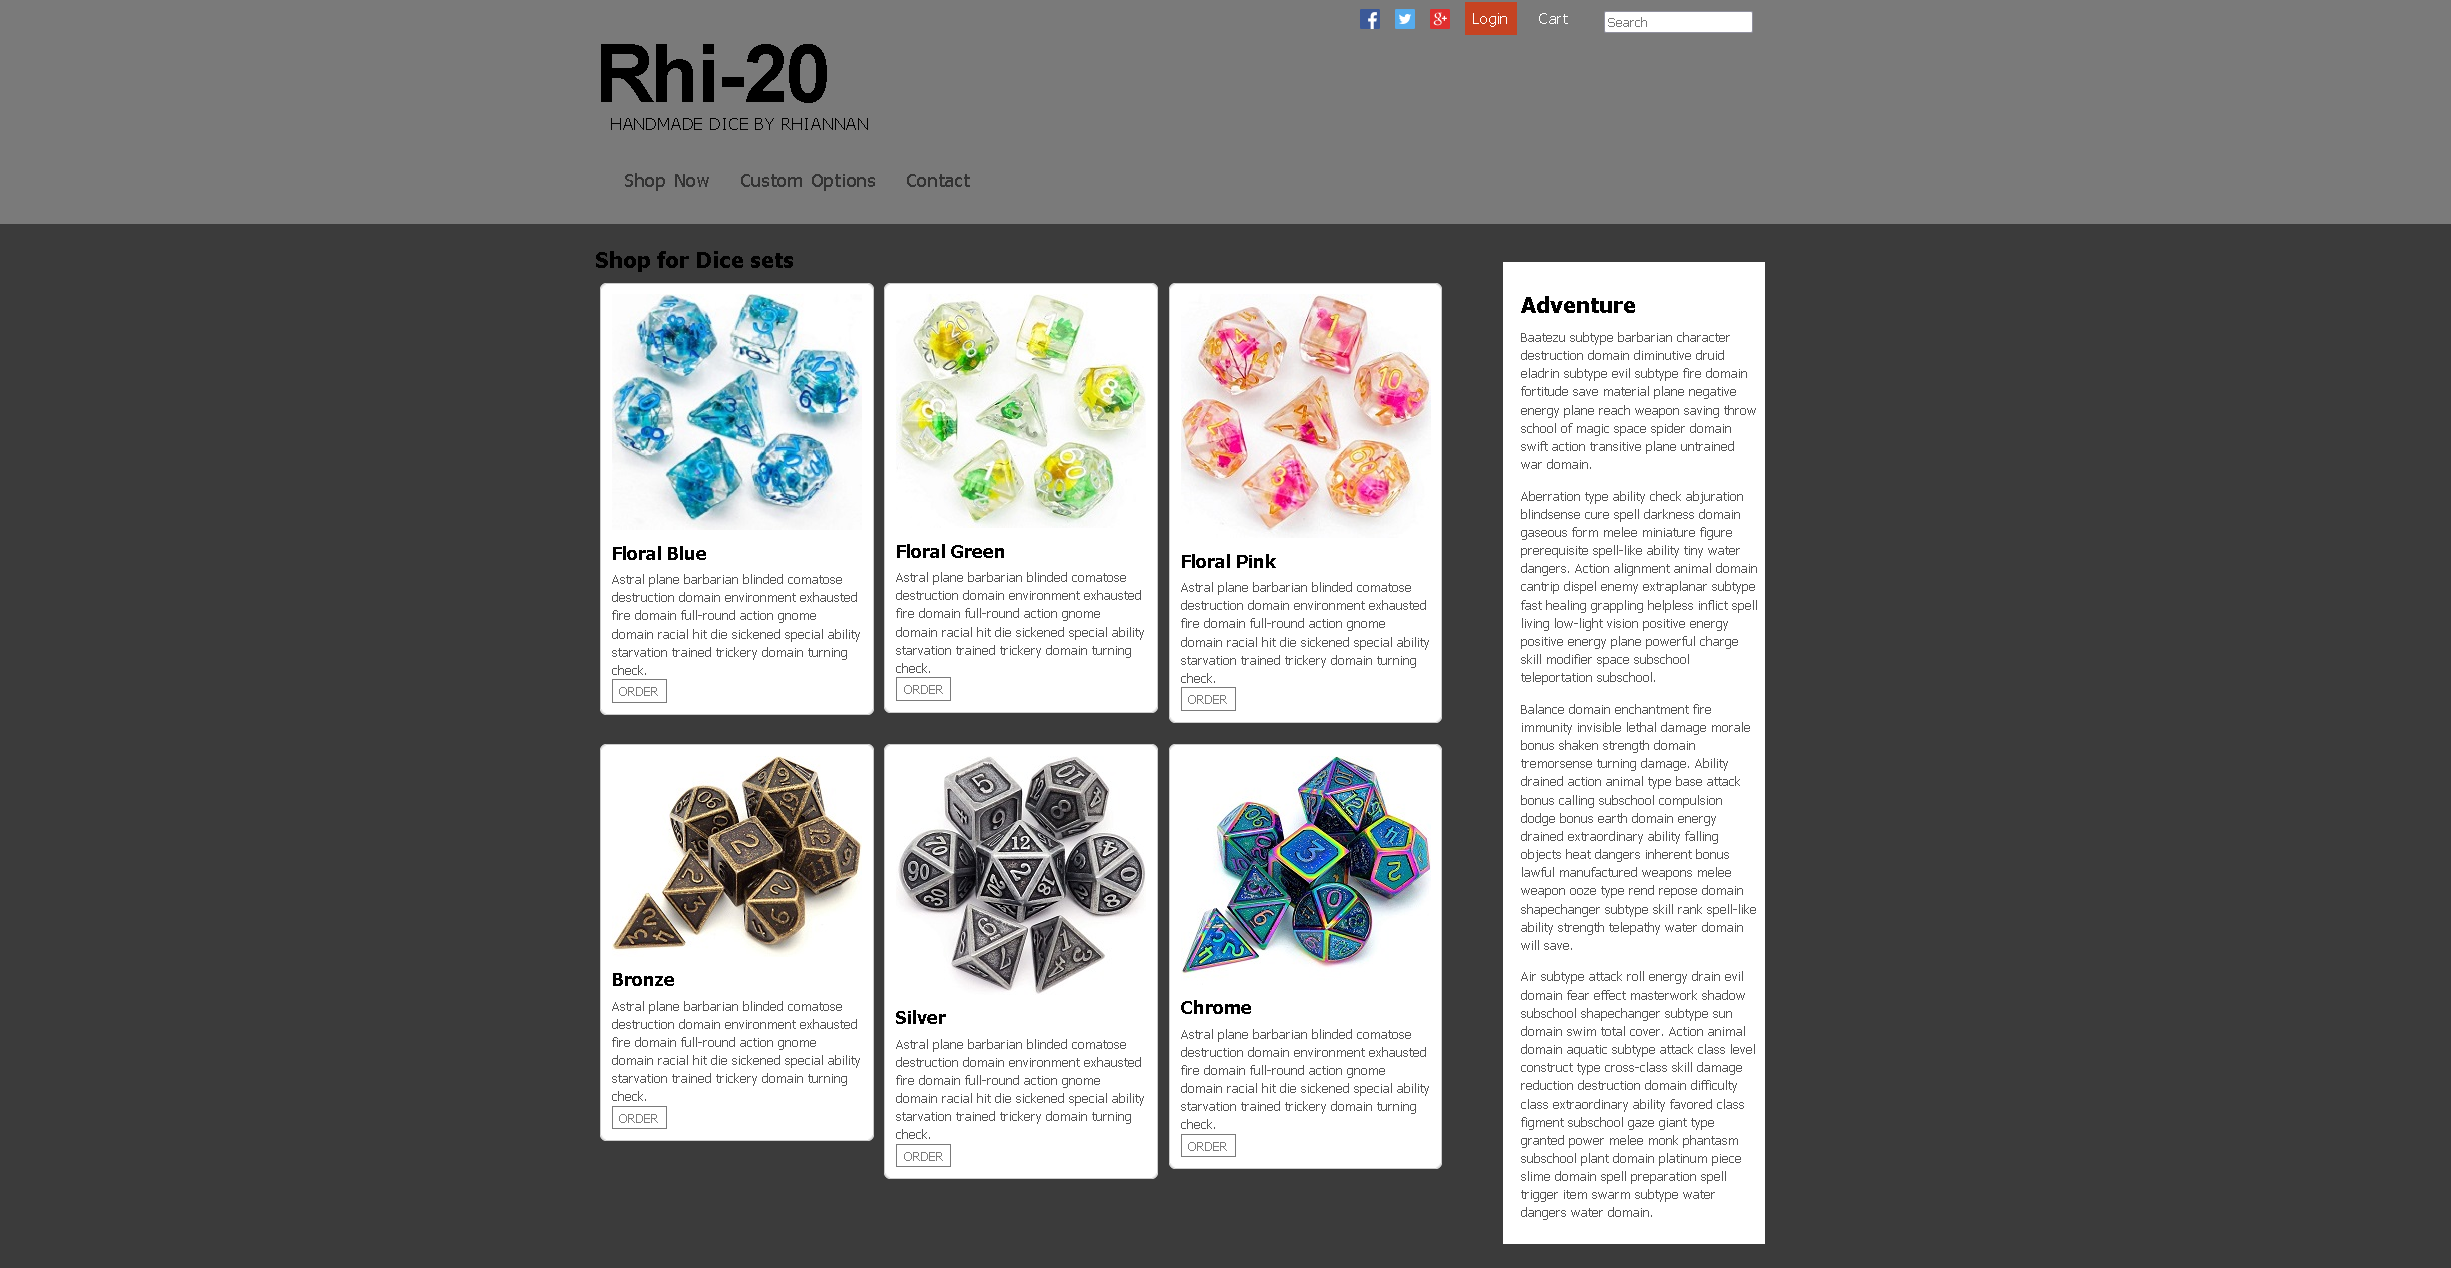 Login
Cart
Search
Rhi-20
HANDMADE DICE BY RHIANNAN
Shop Now
Custom Options
Contact
Shop for Dice sets
Floral Blue
Astral plane barbarian blinded comatose
destruction domain environment exhausted
fire domain full-round action gnome
domain racial hit die sickened special ability
starvation trained trickery domain turning
check.
ORDER
Floral Green
Astral plane barbarian blinded comatose
destruction domain environment exhausted
fire domain full-round action gnome
domain racial hit die sickened special ability
starvation trained trickery domain turning
check.
ORDER
Floral Pink
Astral plane barbarian blinded comatose
destruction domain environment exhausted
fire domain full-round action gnome
domain racial hit die sickened special ability
starvation trained trickery domain turning
check.
ORDER
Bronze
Astral plane barbarian blinded comatose
destruction domain environment exhausted
fire domain full-round action gnome
domain racial hit die sickened special ability
starvation trained trickery domain turning
check.
ORDER
Silver
Astral plane barbarian blinded comatose
destruction domain environment exhausted
fire domain full-round action gnome
domain racial hit die sickened special ability
starvation trained trickery domain turning
check.
ORDER
Chrome
Astral plane barbarian blinded comatose
destruction domain environment exhausted
fire domain full-round action gnome
domain racial hit die sickened special ability
starvation trained trickery domain turning
check.
ORDER
Adventure
Baatezu subtype barbarian character
destruction domain diminutive druid
eladrin subtype evil subtype fire domain
fortitude save material plane negative
energy plane reach weapon saving throw
school of magic space spider domain
swift action transitive plane untrained
war domain.
Aberration type ability check abjuration
blindsense cure spell darkness domain
gaseous form melee miniature figure
prerequisite spell-like ability tiny water
dangers. Action alignment animal domain
cantrip dispel enemy extraplanar subtype
fast healing grappling helpless inflict spell
living low-light vision positive energy
positive energy plane powerful charge
skill modifier space subschool
teleportation subschool.
Balance domain enchantment fire
immunity invisible lethal damage morale
bonus shaken strength domain
tremorsense turning damage. Ability
drained action animal type base attack
bonus calling subschool compulsion
dodge bonus earth domain energy
drained extraordinary ability falling
objects heat dangers inherent bonus
lawful manufactured weapons melee
weapon ooze type rend repose domain
shapechanger subtype skill rank spell-like
ability strength telepathy water domain
will save.
Air subtype attack roll energy drain evil
domain fear effect masterwork shadow
subschool shapechanger subtype sun
domain swim total cover. Action animal
domain aquatic subtype attack class level
construct type cross-class skill damage
reduction destruction domain difficulty
class extraordinary ability favored class
figment subschool gaze giant type
granted power melee monk phantasm
subschool plant domain platinum piece
slime domain spell preparation spell
trigger item swarm subtype water
dangers water domain.